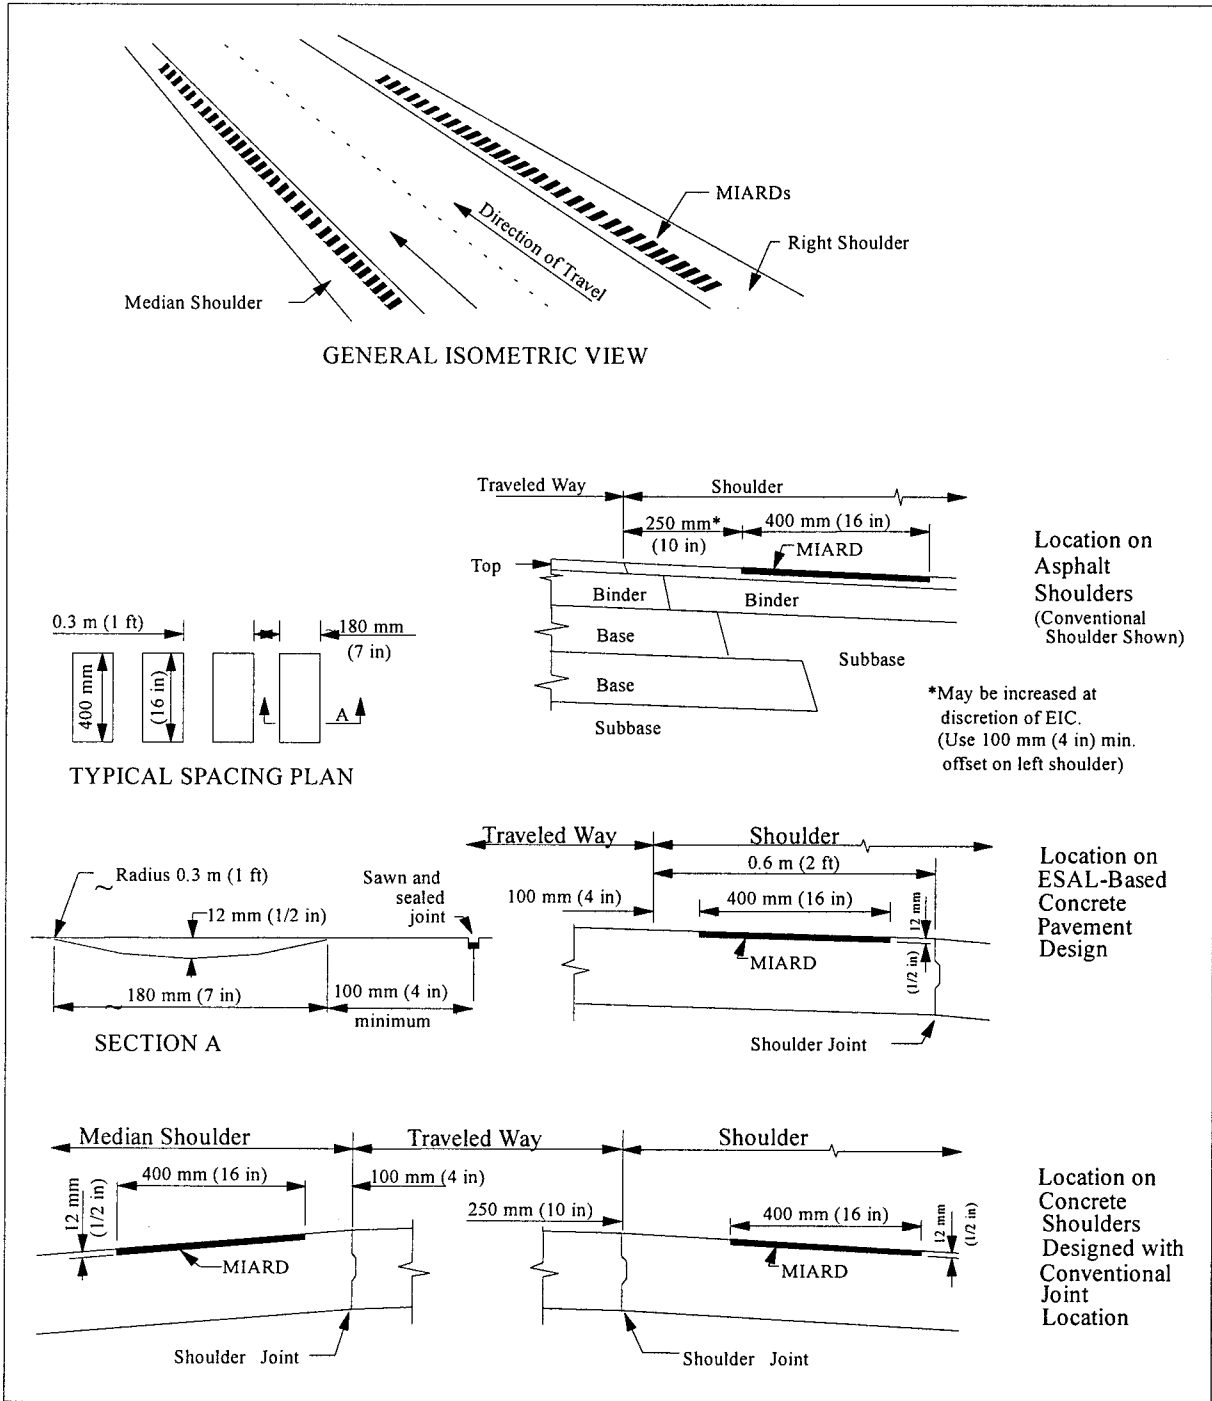 MIARDs
Right Shoulder
Direction of Travel
Median Shoulder
GENERAL ISOMETRIC VIEW
Traveled Way
Shoulder
250 mm*
(10 in)
400 mm (16 in)
MIARD
Top
Binder
Binder
Base
Base
Subbase
Subbase
Location on
Asphalt
Shoulders
(Conventional
Shoulder Shown)
*May be increased at
discretion of EIC.
(Use 100 mm (4 in) min.
offset on left shoulder)
0.3 m (1 ft)
~180 mm
(7 in)
400 mm
(16 in)
A
TYPICAL SPACING PLAN
~ Radius 0.3 m (1 ft)
12 mm (1/2 in)
Sawn and
sealed
joint
~ 180 mm (7 in)
100 mm (4 in)
minimum
SECTION A
Traveled Way
Shoulder
0.6 m (2 ft)
100 mm (4 in)
400 mm (16 in)
12 mm
(1/2 in)
MIARD
Shoulder Joint
Location on
ESAL-Based
Concrete
Pavement
Design
Median Shoulder
Traveled Way
Shoulder
400 mm (16 in)
100 mm (4 in)
12 mm
(1/2 in)
250 mm (10 in)
400 mm (16 in)
12 mm
(1/2 in)
MIARD
MIARD
Shoulder Joint
Shoulder Joint
Location on
Concrete
Shoulders
Designed with
Conventional
Joint
Location